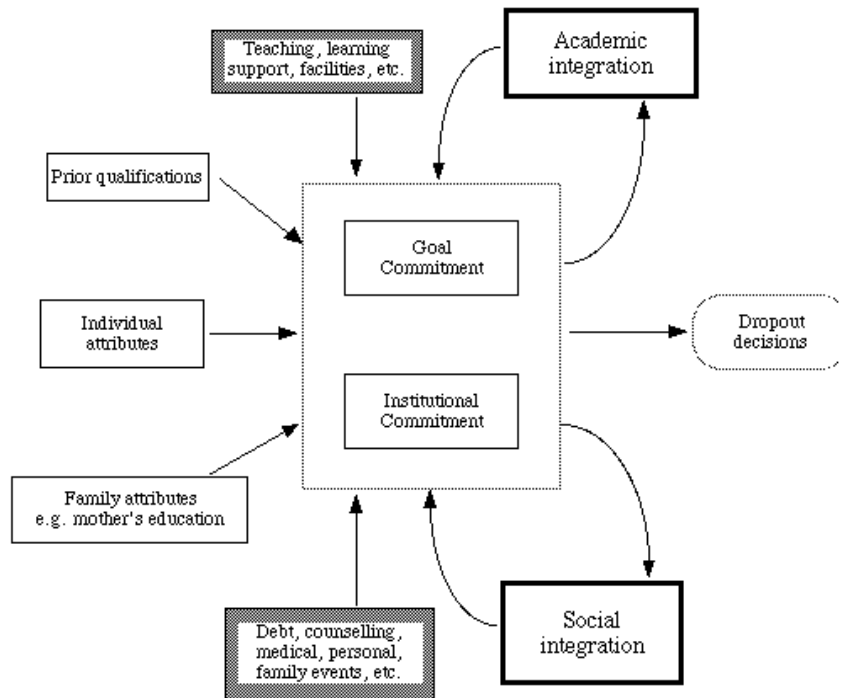 Teaching, learning
support, facilities, etc.
Academic
integration
Prior qualifications
Goal
Commitment
Individual
attributes
Dropout
decisions
Institutional
Commitment
Family attributes
e.g. mother's education
Debt, counselling,
medical, personal,
family events, etc.
Social
integration